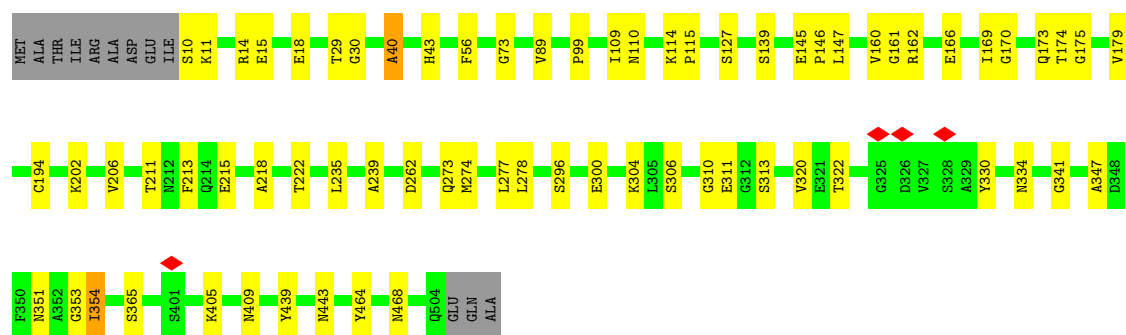 MET ALA THR ILE ARG ALA ASP GLU ILE S10 K11 R14 E15 E18 T29 G30 A40 H43 F56 G73 V89 P99 I109 N110 K114 P115 S127 S139 E145 P146 L147 V160 G161 R162 E166 I169 G170 Q173 T174 G175 V179
C194 K202 V206 T211 N212 F213 Q214 E215 A218 T222 L235 A239 D262 Q273 M274 L277 L278 S296 E300 K304 L305 S306 G310 E311 G312 S313 V320 E321 T322 G325 D326 V327 S328 A329 Y330 N334 G341 A347 D348
F350 N351 A352 G353 I354 S365 S401 K405 N409 Y439 N443 Y464 N468 Q504 GLU GLN ALA